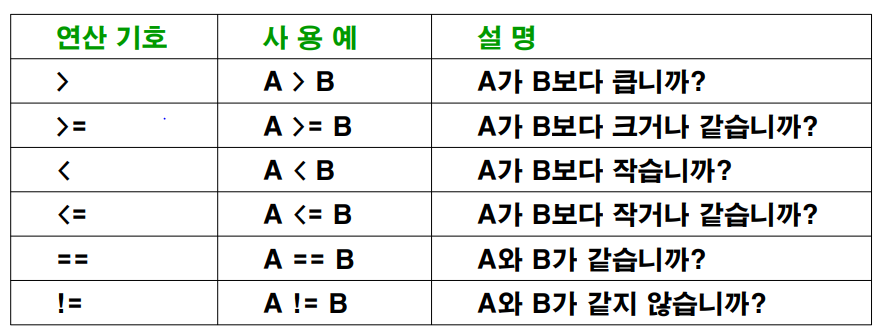 연산 기호 사 용 예 설 명
> A > B A가 B보다 큽니까?
>= A >= B A가 B보다 크거나 같습니까?
< A < B A가 B보다 작습니까?
<= A <= B A가 B보다 작거나 같습니까?
== A == B A와 B가 같습니까?
!= A != B A와 B가 같지 않습니까?